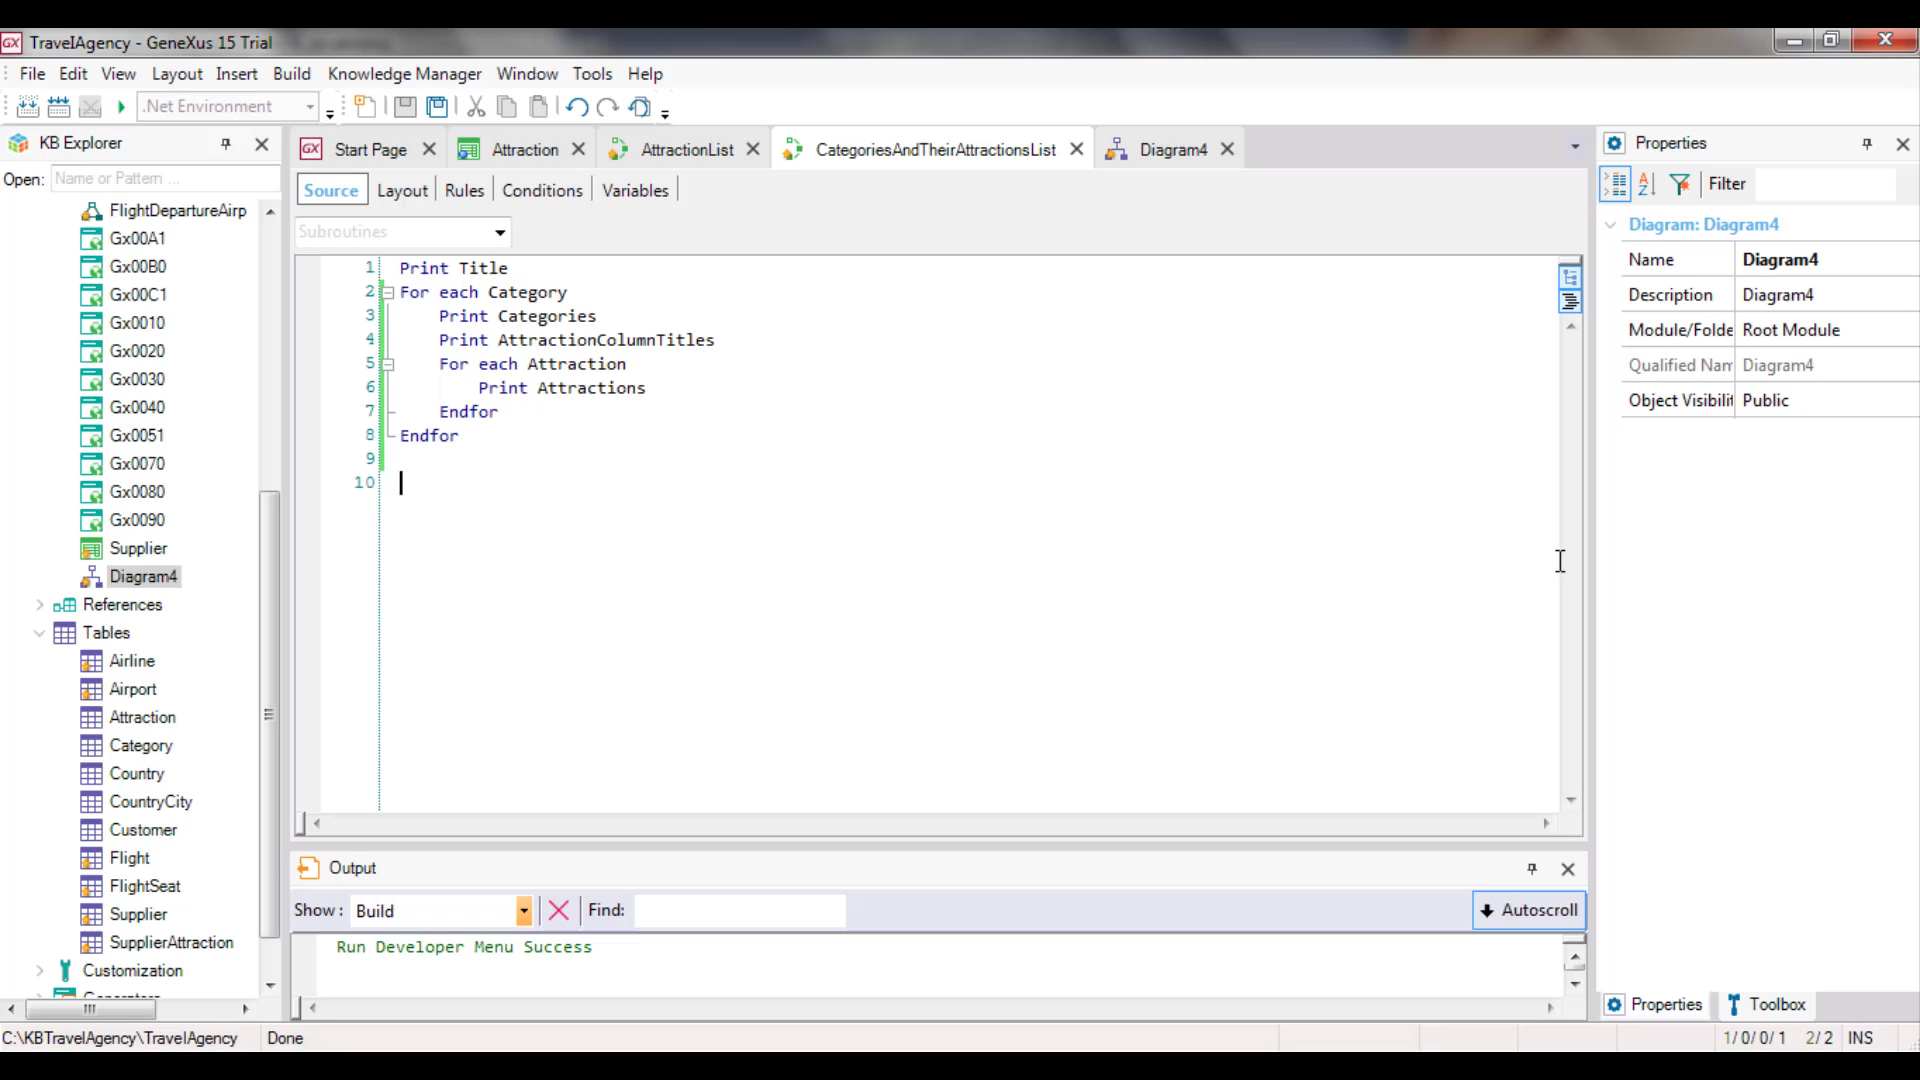 GX TravelAgency - GeneXus 15 Trial
File Edit View Layout Insert Build Knowledge Manager Window Tools Help
.Net Environment
KB Explorer
Open: Name or Pattern ...
FlightDepartureAirp
Gx00A1
Gx00B0
Gx00C1
Gx0010
Gx0020
Gx0030
Gx0040
Gx0051
Gx0070
Gx0080
Gx0090
Supplier
Diagram4
References
Tables
Airline
Airport
Attraction
Category
Country
CountryCity
Customer
Flight
FlightSeat
Supplier
SupplierAttraction
Customization
GX Start Page Attraction AttractionList CategoriesAndTheirAttractionsList Diagram4
Source Layout Rules Conditions Variables
Subroutines
1 Print Title
2 For each Category
3 Print Categories
4 Print AttractionColumnTitles
5 For each Attraction
6 Print Attractions
7 Endfor
8 Endfor
9
10
Output
Show : Build Find: Autoscroll
Run Developer Menu Success
Properties
Filter
Diagram: Diagram4
Name Diagram4
Description Diagram4
Module/Folde Root Module
Qualified Nam Diagram4
Object Visibilit Public
Properties Toolbox
C:\KBTravelAgency\TravelAgency Done 1/0/0/1 2/2 INS